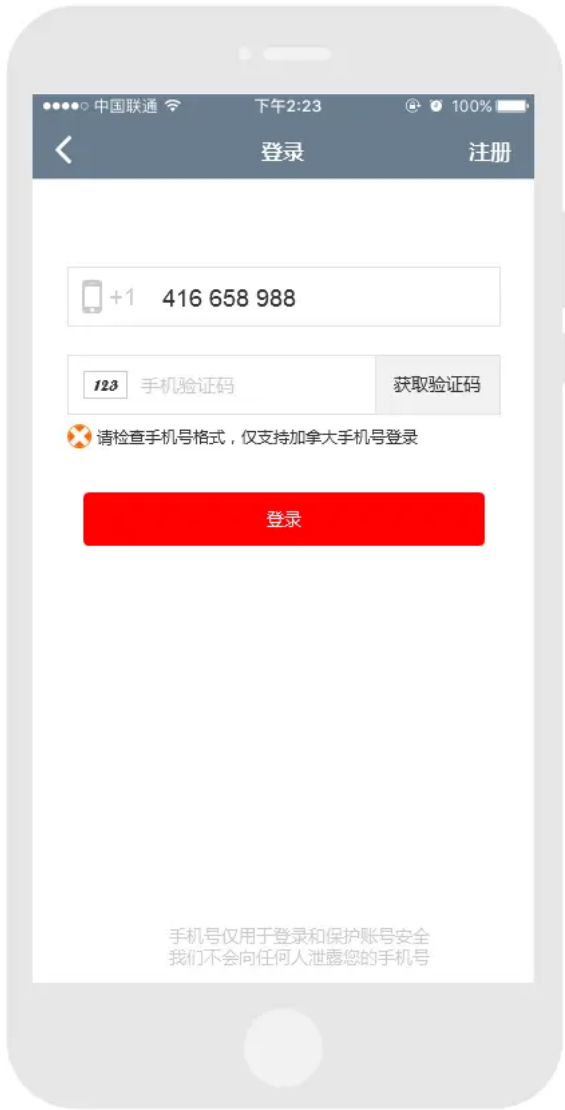 中国联通 下午2:23 100%
登录 注册
+1 416 658 988
123 手机验证码 获取验证码
请检查手机号格式，仅支持加拿大手机号登录
登录
手机号仅用于登录和保护账号安全
我们不会向任何人泄露您的手机号